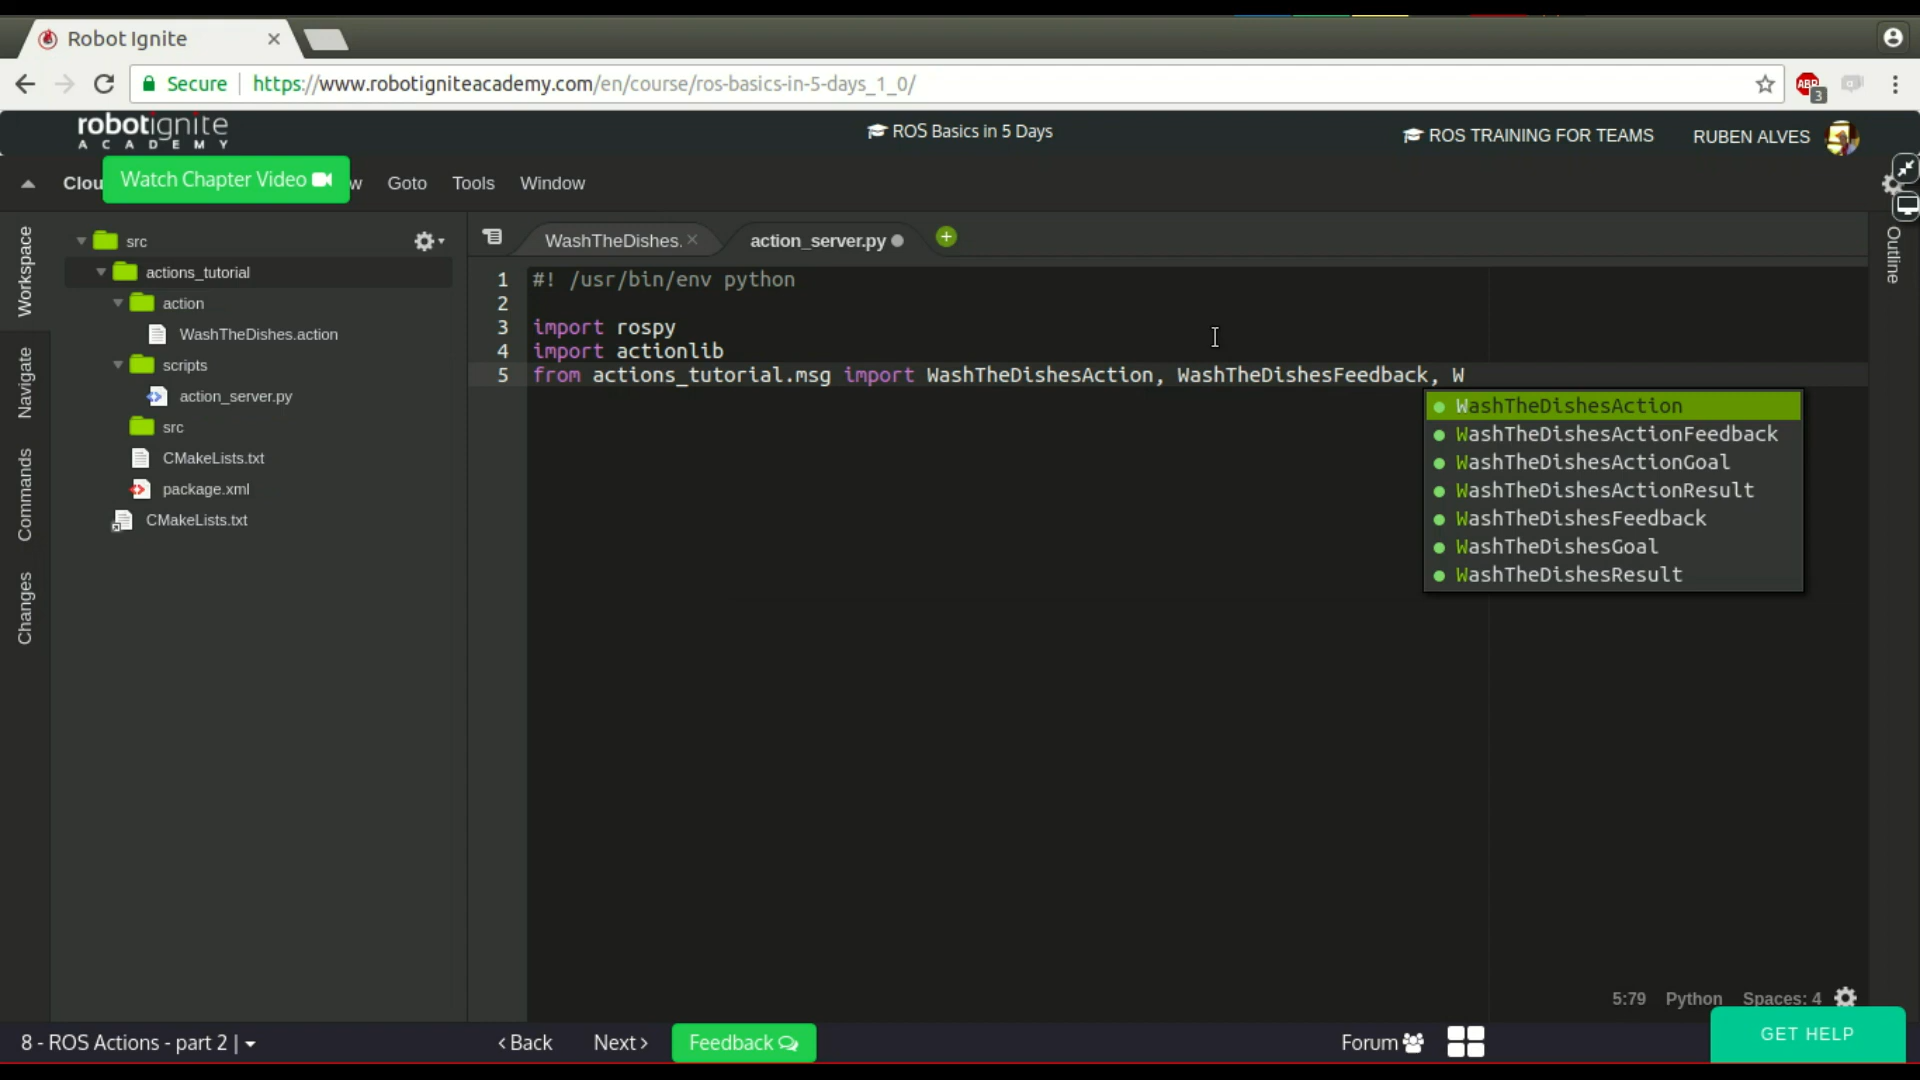 Robot Ignite
Secure
https://www.robotigniteacademy.com/en/course/ros-basics-in-5-days_1_0/
ABP
3
robotignite
ACADEMY
ROS Basics in 5 Days
ROS TRAINING FOR TEAMS
RUBEN ALVES
Clou
Watch Chapter Video
w
Goto
Tools
Window
Workspace
Navigate
Commands
Changes
src
actions_tutorial
action
WashTheDishes.action
scripts
action_server.py
src
CMakeLists.txt
package.xml
CMakeLists.txt
WashTheDishes.
action_server.py
1 #! /usr/bin/env python
2
3 import rospy
4 import actionlib
5 from actions_tutorial.msg import WashTheDishesAction, WashTheDishesFeedback, W
WashTheDishesAction
WashTheDishesActionFeedback
WashTheDishesActionGoal
WashTheDishesActionResult
WashTheDishesFeedback
WashTheDishesGoal
WashTheDishesResult
Outline
5:79 Python Spaces: 4
8 - ROS Actions - part 2 |
< Back
Next >
Feedback
Forum
GET HELP